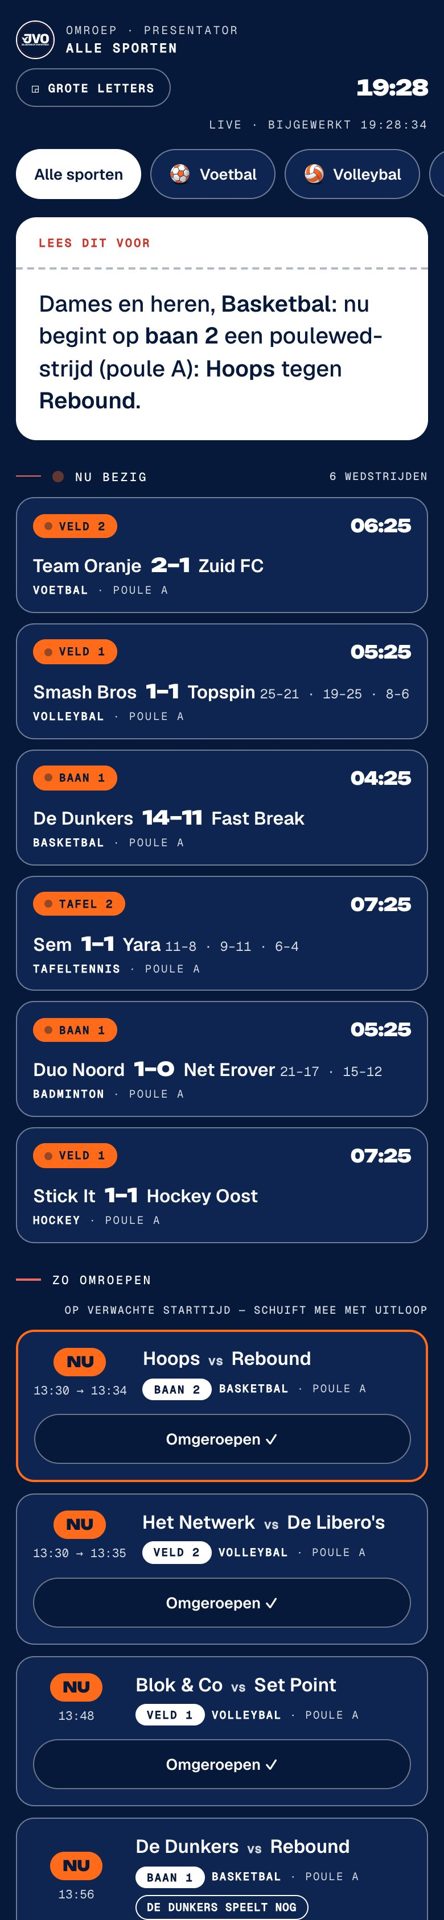 JVO
OMROEP · PRESENTATOR
ALLE SPORTEN
GROTE LETTERS
19:28
LIVE · BIJGEWERKT 19:28:34
Alle sporten
Voetbal
Volleybal
LEES DIT VOOR
Dames en heren, Basketbal: nu
begint op baan 2 een poulewed-
strijd (poule A): Hoops tegen
Rebound.
NU BEZIG
6 WEDSTRIJDEN
VELD 2
06:25
Team Oranje 2–1 Zuid FC
VOETBAL · POULE A
VELD 1
05:25
Smash Bros 1–1 Topspin 25–21 · 19–25 · 8–6
VOLLEYBAL · POULE A
BAAN 1
04:25
De Dunkers 14–11 Fast Break
BASKETBAL · POULE A
TAFEL 2
07:25
Sem 1–1 Yara 11–8 · 9–11 · 6–4
TAFELTENNIS · POULE A
BAAN 1
05:25
Duo Noord 1–0 Net Erover 21–17 · 15–12
BADMINTON · POULE A
VELD 1
07:25
Stick It 1–1 Hockey Oost
HOCKEY · POULE A
ZO OMROEPEN
OP VERWACHTE STARTTIJD — SCHUIFT MEE MET UITLOOP
NU
13:30 → 13:34
Hoops vs Rebound
BAAN 2 BASKETBAL · POULE A
Omgeroepen ✓
NU
13:30 → 13:35
Het Netwerk vs De Libero's
VELD 2 VOLLEYBAL · POULE A
Omgeroepen ✓
NU
13:48
Blok & Co vs Set Point
VELD 1 VOLLEYBAL · POULE A
Omgeroepen ✓
NU
13:56
De Dunkers vs Rebound
BAAN 1 BASKETBAL · POULE A
DE DUNKERS SPEELT NOG